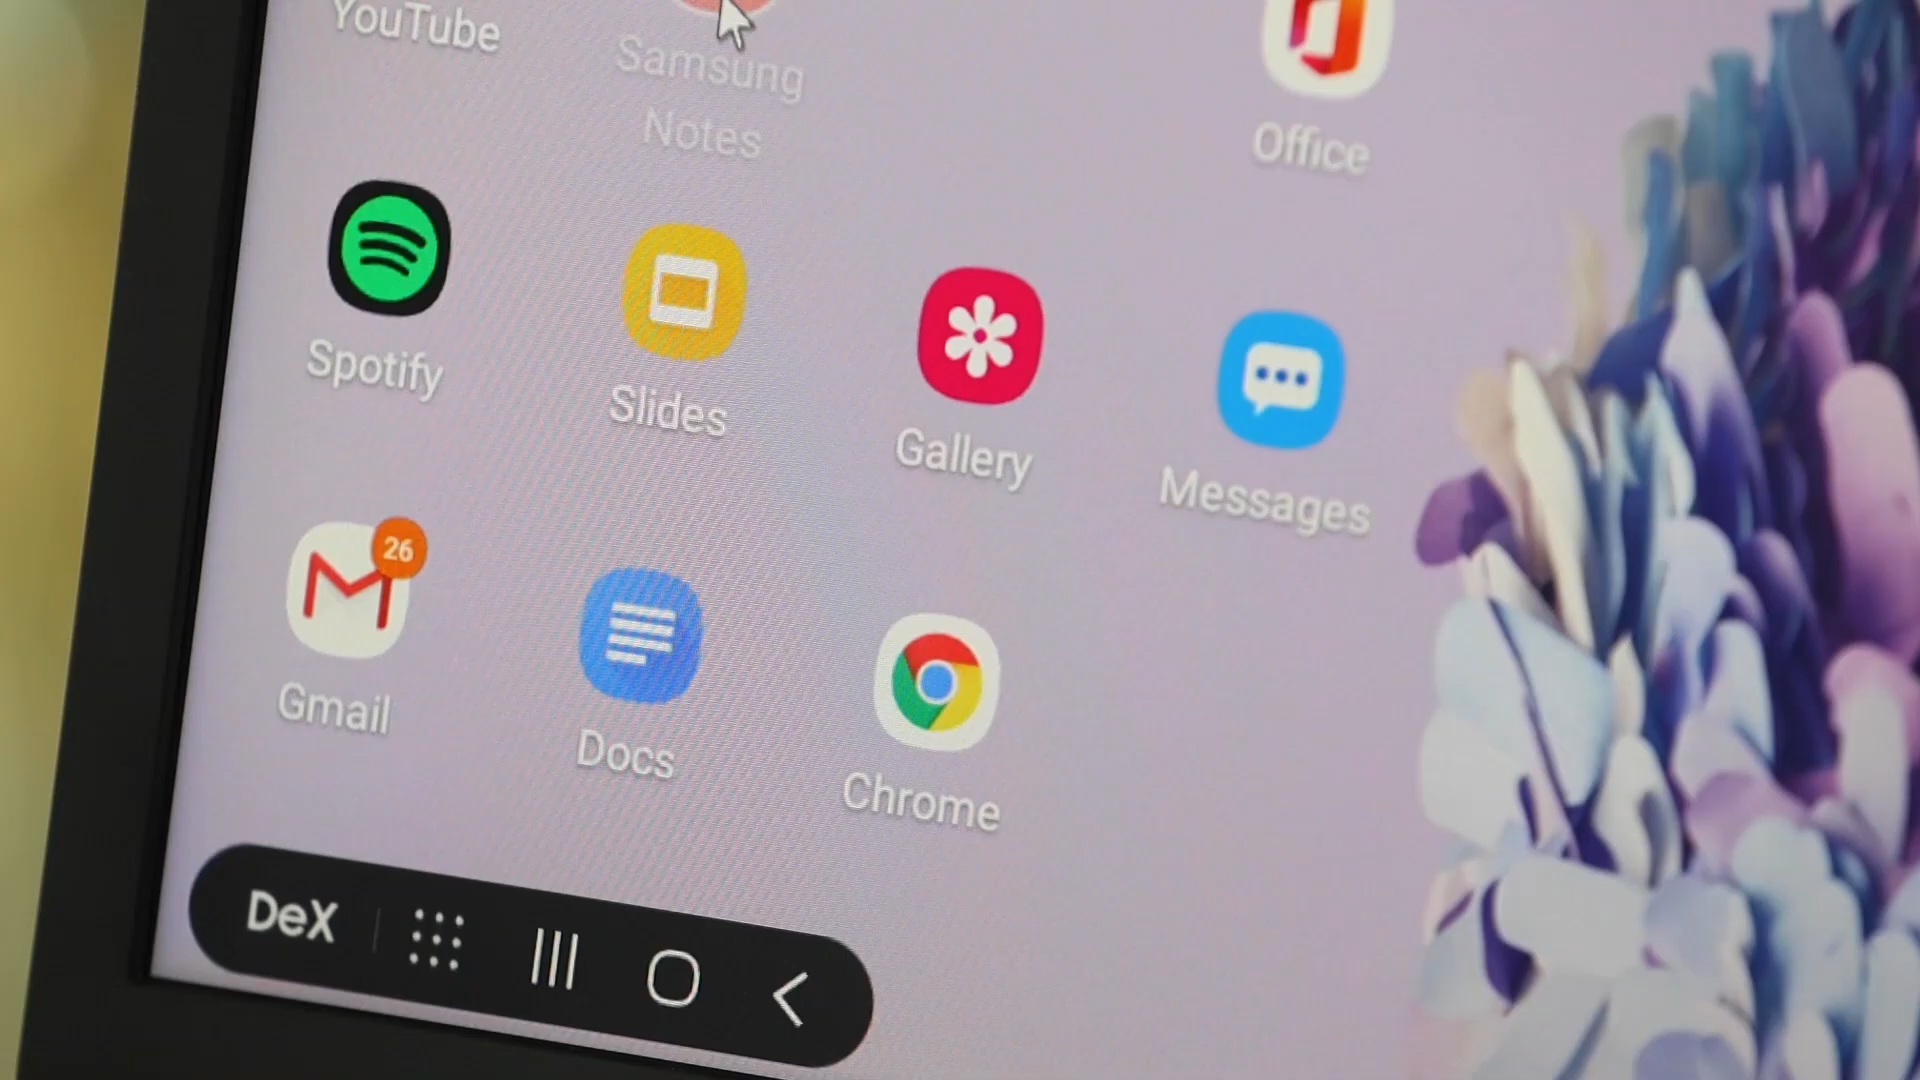 YouTube
Samsung
Notes
Office
Spotify
Slides
Gallery
Messages
26
Gmail
Docs
Chrome
DeX